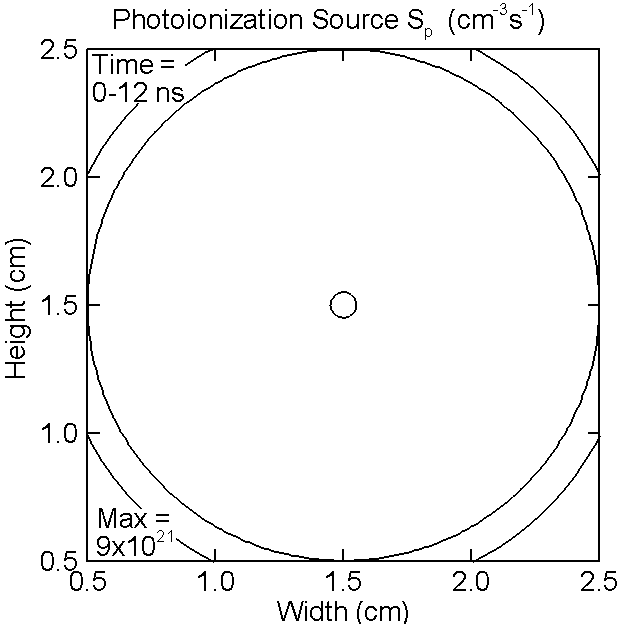 Photoionization Source Sₚ (cm⁻³s⁻¹)
Time =
0-12 ns
2.5
2.0
1.5
1.0
0.5
Height (cm)
Max =
9x10²¹
0.5 1.0 1.5 2.0 2.5
Width (cm)